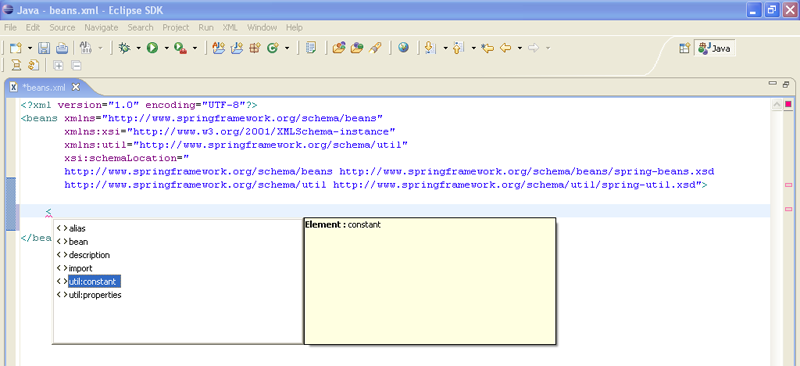 Java - beans.xml - Eclipse SDK
File Edit Source Navigate Search Project Run XML Window Help
Java
*beans.xml
<?xml version="1.0" encoding="UTF-8"?>
<beans xmlns="http://www.springframework.org/schema/beans"
xmlns:xsi="http://www.w3.org/2001/XMLSchema-instance"
xmlns:util="http://www.springframework.org/schema/util"
xsi:schemaLocation="
http://www.springframework.org/schema/beans http://www.springframework.org/schema/beans/spring-beans.xsd
http://www.springframework.org/schema/util http://www.springframework.org/schema/util/spring-util.xsd">
<
</bea
<> alias
<> bean
<> description
<> import
<> util:constant
<> util:properties
Element : constant